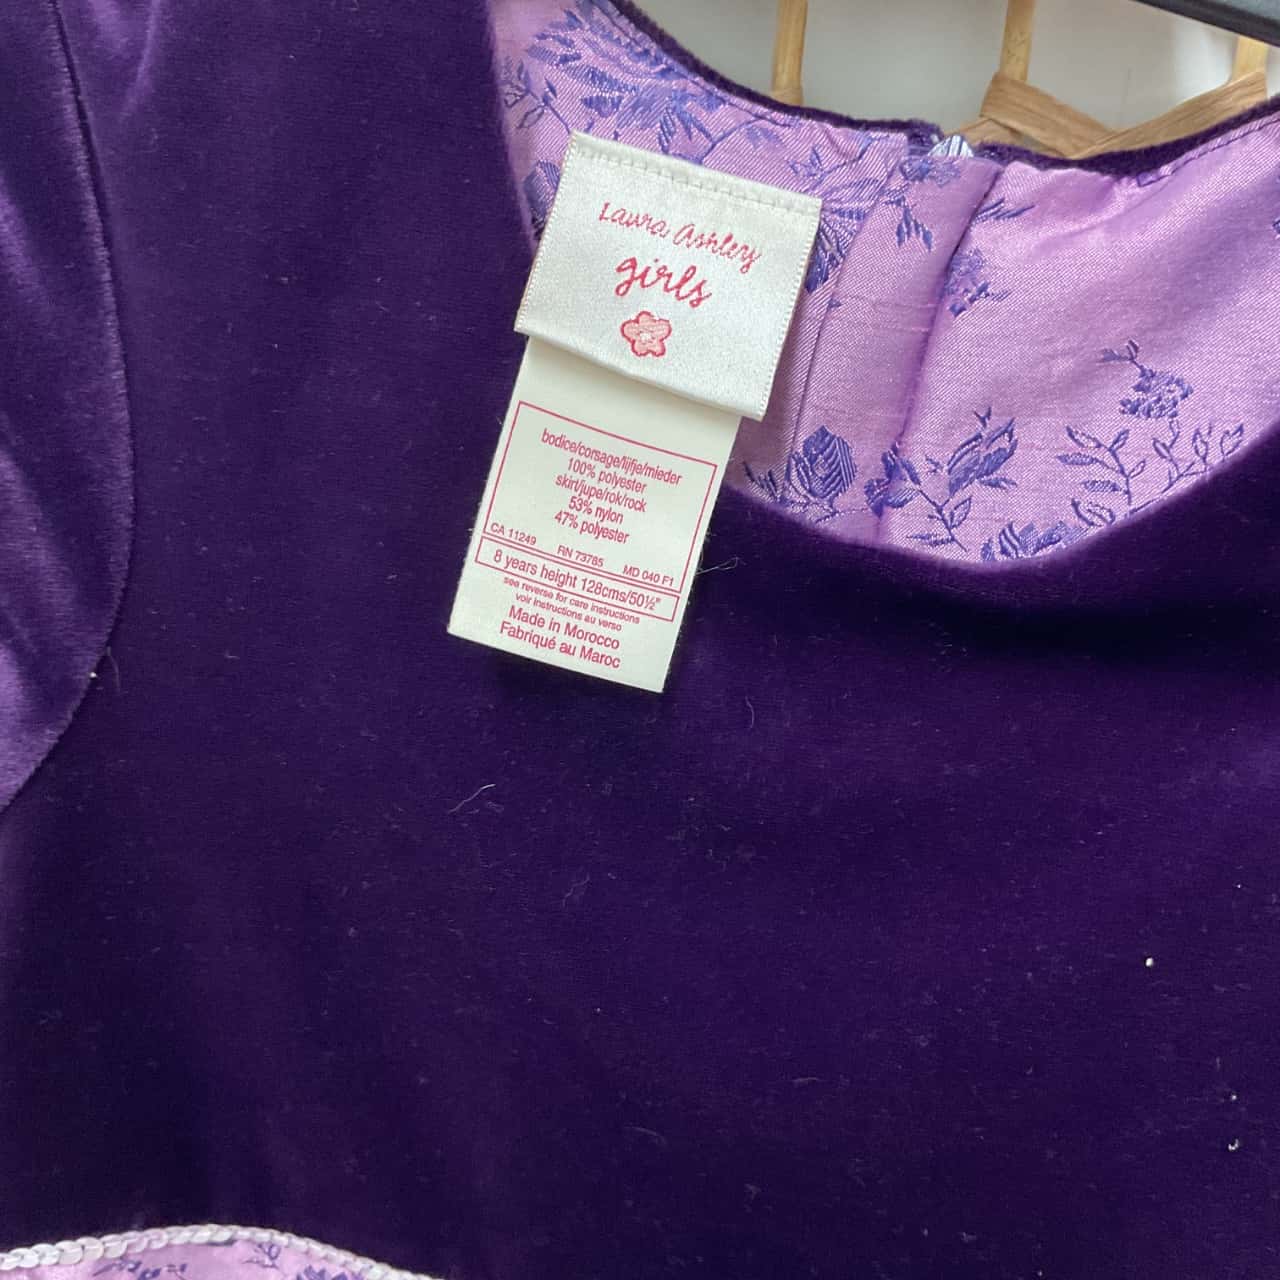 Laura Ashley
girls
bodice/corsage/lijfje/mieder
100% polyester
skirt/jupe/rok/rock
53% nylon
47% polyester
CA 11249 RN 73785 MD 040 F1
8 years height 128cms/50½"
see reverse for care instructions
voir instructions au verso
Made in Morocco
Fabriqué au Maroc